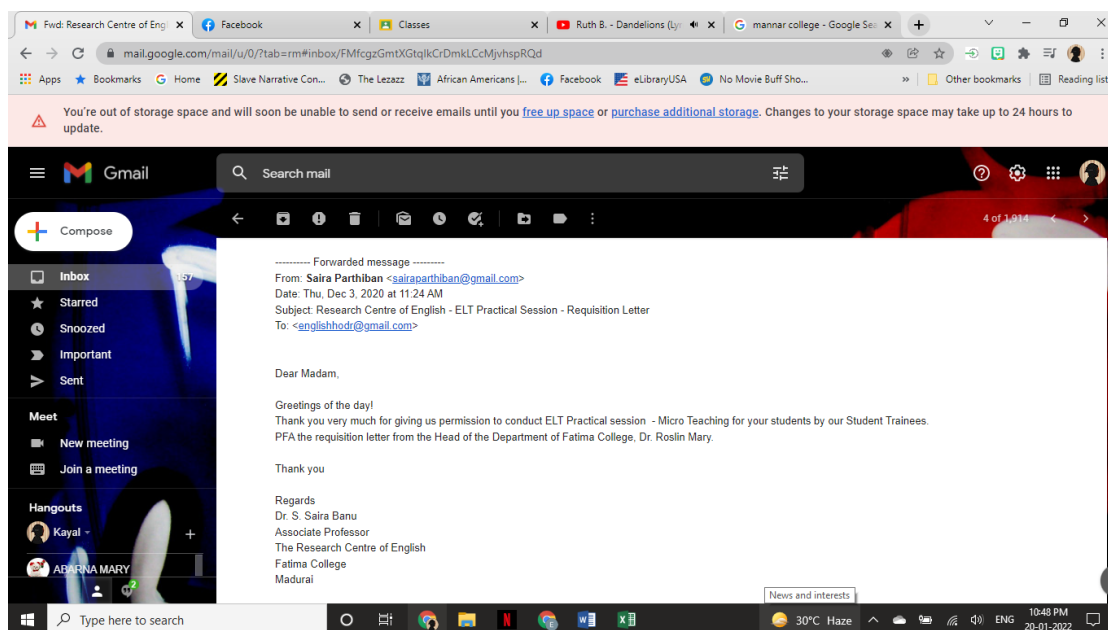 Fwd: Research Centre of Engl
Facebook
Classes
Ruth B. - Dandelions (Lyr
mannar college - Google Sea
mail.google.com/mail/u/0/?tab=rm#inbox/FMfcgzGmtXGtqlkCrDmkLCcMjvhspRQd
Apps Bookmarks Home Slave Narrative Con... The Lezazz African Americans |... Facebook eLibraryUSA No Movie Buff Sho... » Other bookmarks Reading list
You're out of storage space and will soon be unable to send or receive emails until you free up space or purchase additional storage. Changes to your storage space may take up to 24 hours to
update.
Gmail
Search mail
Compose
4 of 1,914
Inbox 157
Starred
Snoozed
Important
Sent
Meet
New meeting
Join a meeting
Hangouts
Kayal
ABARNA MARY
2
---------- Forwarded message ---------
From: Saira Parthiban <sairaparthiban@gmail.com>
Date: Thu, Dec 3, 2020 at 11:24 AM
Subject: Research Centre of English - ELT Practical Session - Requisition Letter
To: <englishhodr@gmail.com>
Dear Madam,
Greetings of the day!
Thank you very much for giving us permission to conduct ELT Practical session - Micro Teaching for your students by our Student Trainees.
PFA the requisition letter from the Head of the Department of Fatima College, Dr. Roslin Mary.
Thank you
Regards
Dr. S. Saira Banu
Associate Professor
The Research Centre of English
Fatima College
Madurai
News and interests
Type here to search
30°C Haze
ENG
10:48 PM
20-01-2022